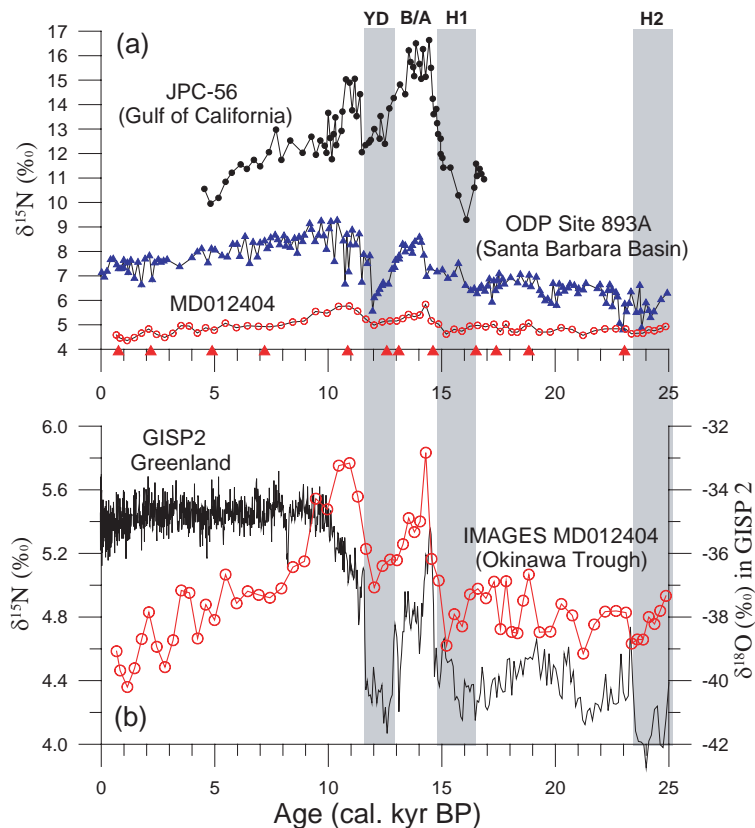 YD B/A H1 H2
(a)
17
16
15
14
13
12
11
10
9
8
7
6
5
4
δ¹⁵N (‰)
JPC-56
(Gulf of California)
ODP Site 893A
(Santa Barbara Basin)
MD012404
0 5 10 15 20 25
6.0
5.6
5.2
4.8
4.4
4.0
δ¹⁵N (‰)
GISP2
Greenland
IMAGES MD012404
(Okinawa Trough)
(b)
-32
-34
-36
-38
-40
-42
δ¹⁸O (‰) in GISP 2
0 5 10 15 20 25
Age (cal. kyr BP)